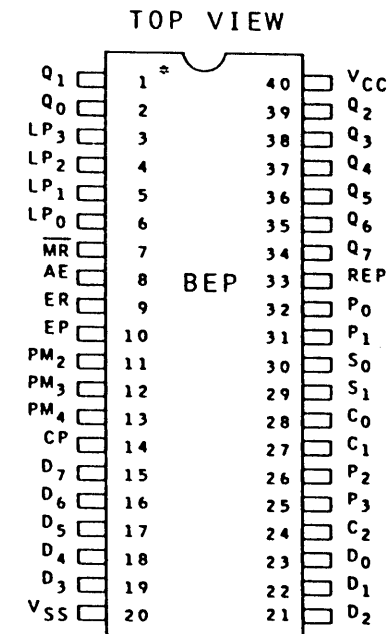 TOP VIEW
Q1 1 * 40 VCC
Q0 2 39 Q2
LP3 3 38 Q3
LP2 4 37 Q4
LP1 5 36 Q5
LP0 6 35 Q6
M̅R̅ 7 34 Q7
AE 8 BEP 33 REP
ER 9 32 P0
EP 10 31 P1
PM2 11 30 S0
PM3 12 29 S1
PM4 13 28 C0
CP 14 27 C1
D7 15 26 P2
D6 16 25 P3
D5 17 24 C2
D4 18 23 D0
D3 19 22 D1
VSS 20 21 D2